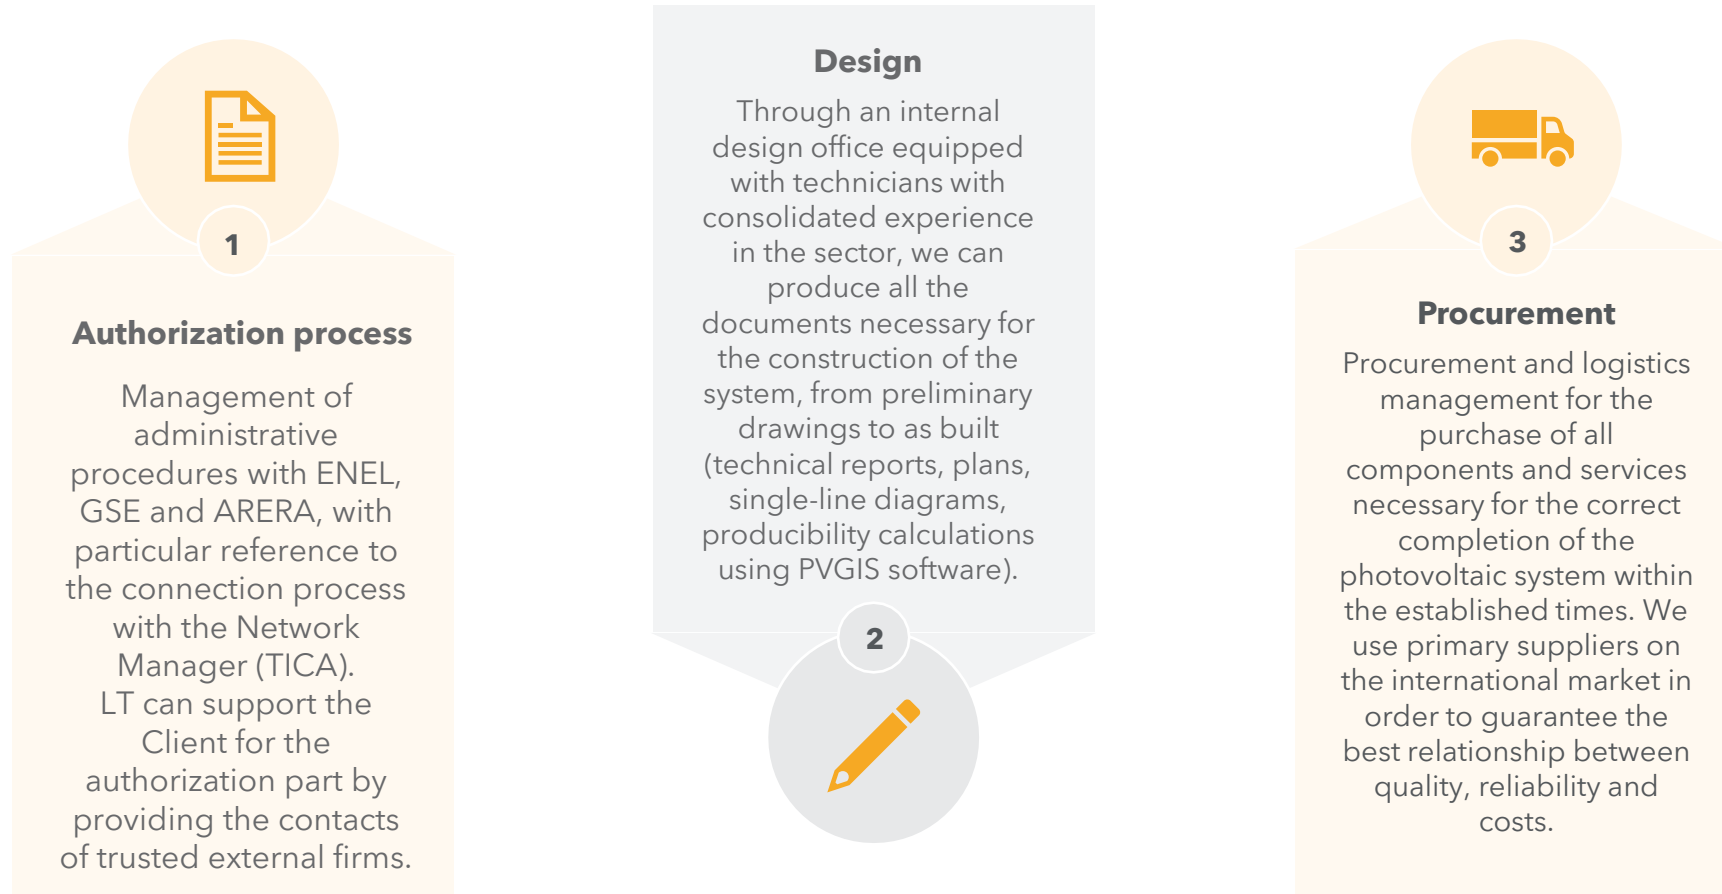 1
Authorization process
Management of
administrative
procedures with ENEL,
GSE and ARERA, with
particular reference to
the connection process
with the Network
Manager (TICA).
LT can support the
Client for the
authorization part by
providing the contacts
of trusted external firms.
Design
Through an internal
design office equipped
with technicians with
consolidated experience
in the sector, we can
produce all the
documents necessary for
the construction of the
system, from preliminary
drawings to as built
(technical reports, plans,
single-line diagrams,
producibility calculations
using PVGIS software).
2
3
Procurement
Procurement and logistics
management for the
purchase of all
components and services
necessary for the correct
completion of the
photovoltaic system within
the established times. We
use primary suppliers on
the international market in
order to guarantee the
best relationship between
quality, reliability and
costs.